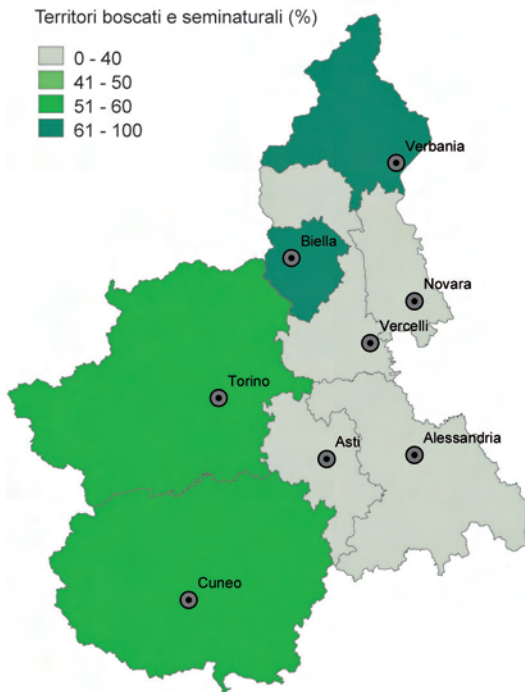 Territori boscati e seminaturali (%)
0 - 40
41 - 50
51 - 60
61 - 100
Verbania
Biella
Novara
Vercelli
Torino
Asti
Alessandria
Cuneo